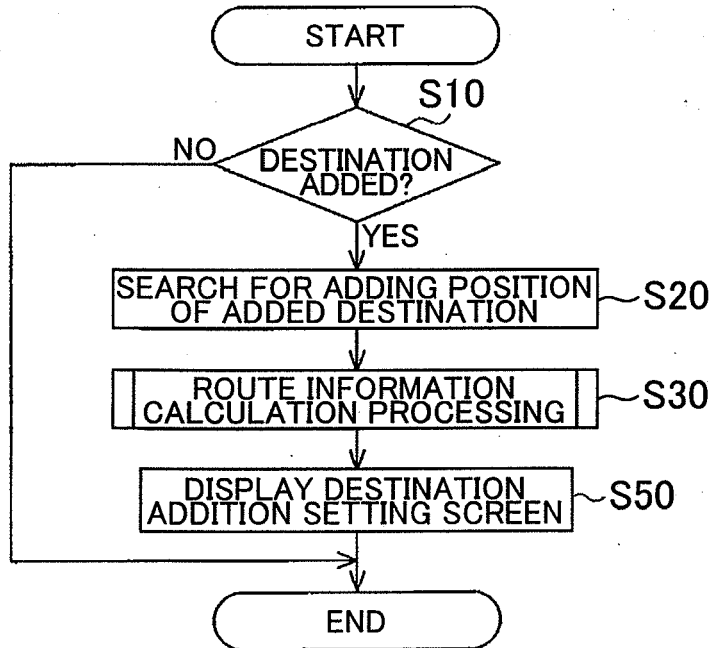 START
S10
NO
DESTINATION
ADDED?
YES
SEARCH FOR ADDING POSITION
OF ADDED DESTINATION
S20
ROUTE INFORMATION
CALCULATION PROCESSING
S30
DISPLAY DESTINATION
ADDITION SETTING SCREEN
S50
END